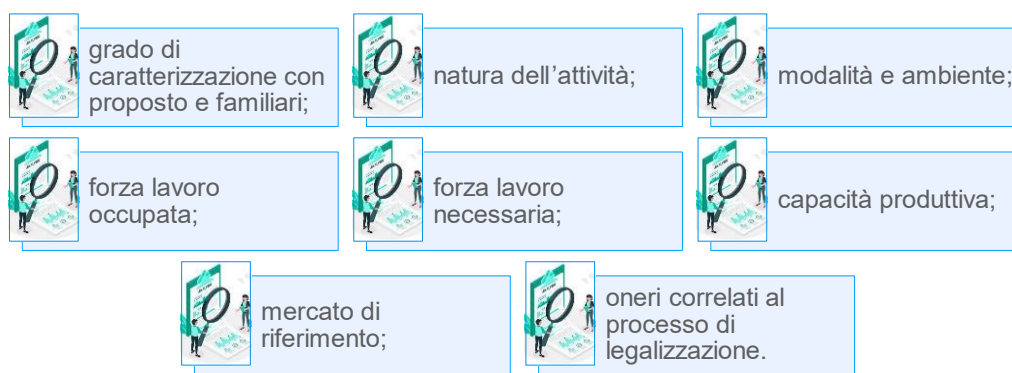 grado di
caratterizzazione con
proposto e familiari;
natura dell’attività;
modalità e ambiente;
forza lavoro
occupata;
forza lavoro
necessaria;
capacità produttiva;
mercato di
riferimento;
oneri correlati al
processo di
legalizzazione.